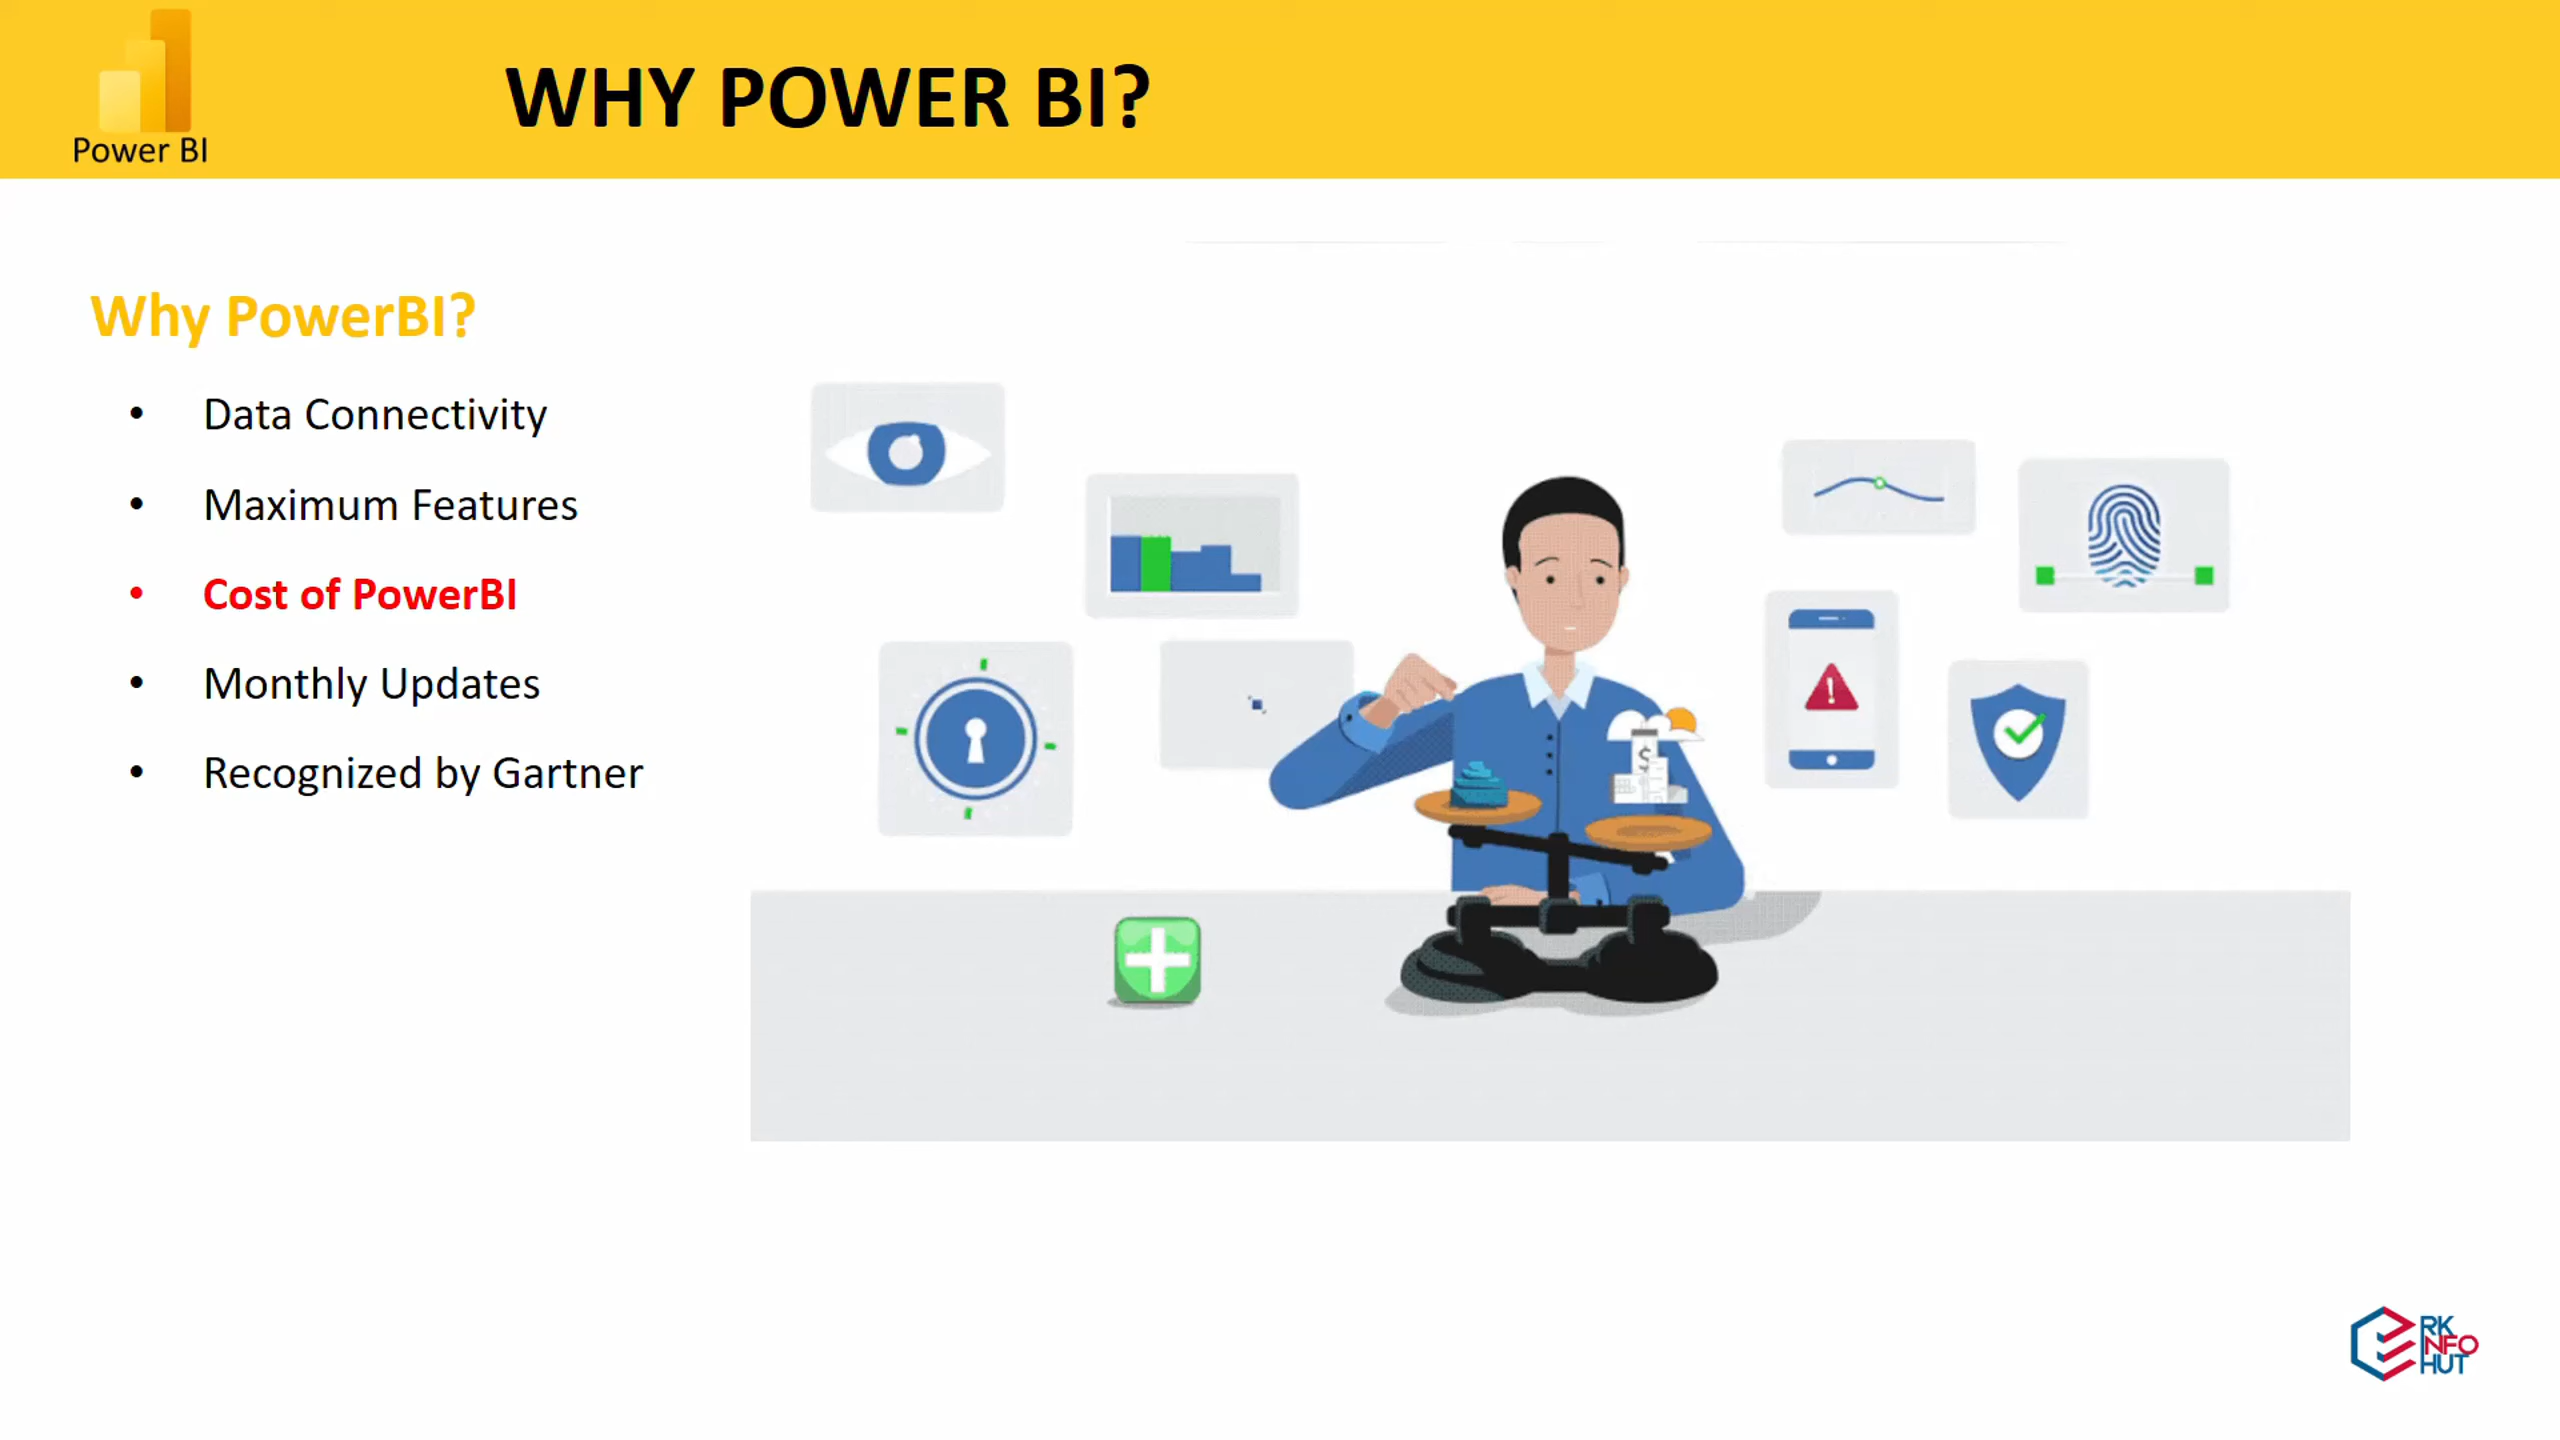 Power BI
WHY POWER BI?
Why PowerBI?
• Data Connectivity
• Maximum Features
• Cost of PowerBI
• Monthly Updates
• Recognized by Gartner
$
RK
INFO
HUT